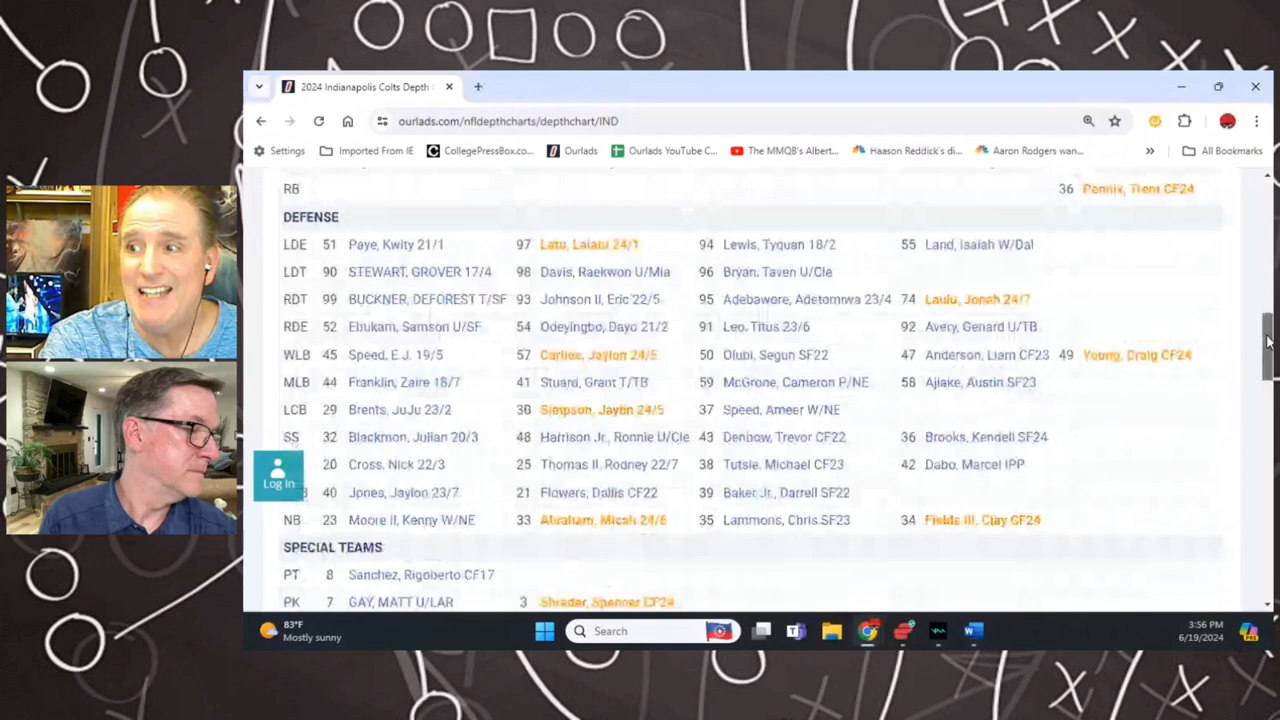 2024 Indianapolis Colts Depth
ourlads.com/nfldepthcharts/depthchart/IND
Settings Imported From IE CollegePressBox.co... Ourlads Ourlads YouTube C... The MMQB's Albert... Haason Reddick's di... Aaron Rodgers wan... » All Bookmarks
RB 36 Pennix, Trent CF24
DEFENSE
LDE 51 Paye, Kwity 21/1 97 Latu, Laiatu 24/1 94 Lewis, Tyquan 18/2 55 Land, Isaiah W/Dal
LDT 90 STEWART, GROVER 17/4 98 Davis, Raekwon U/Mia 96 Bryan, Taven U/Cle
RDT 99 BUCKNER, DEFOREST T/SF 93 Johnson II, Eric 22/5 95 Adebawore, Adetomiwa 23/4 74 Laulu, Jonah 24/7
RDE 52 Ebukam, Samson U/SF 54 Odeyingbo, Dayo 21/2 91 Leo, Titus 23/6 92 Avery, Genard U/TB
WLB 45 Speed, E.J. 19/5 57 Carlies, Jaylon 24/5 50 Olubi, Segun SF22 47 Anderson, Liam CF23 49 Young, Craig CF24
MLB 44 Franklin, Zaire 18/7 41 Stuard, Grant T/TB 59 McGrone, Cameron P/NE 58 Ajiake, Austin SF23
LCB 29 Brents, JuJu 23/2 30 Simpson, Jaylin 24/5 37 Speed, Ameer W/NE
SS 32 Blackmon, Julian 20/3 48 Harrison Jr., Ronnie U/Cle 43 Denbow, Trevor CF22 36 Brooks, Kendell SF24
20 Cross, Nick 22/3 25 Thomas II, Rodney 22/7 38 Tutsie, Michael CF23 42 Dabo, Marcel IPP
40 Jones, Jaylon 23/7 21 Flowers, Dallis CF22 39 Baker Jr., Darrell SF22
Log In
NB 23 Moore II, Kenny W/NE 33 Abraham, Micah 24/6 35 Lammons, Chris SF23 34 Fields III, Clay CF24
SPECIAL TEAMS
PT 8 Sanchez, Rigoberto CF17
PK 7 GAY, MATT U/LAR 3 Shrader, Spencer CF24
83°F
Mostly sunny
Search
3:56 PM
6/19/2024